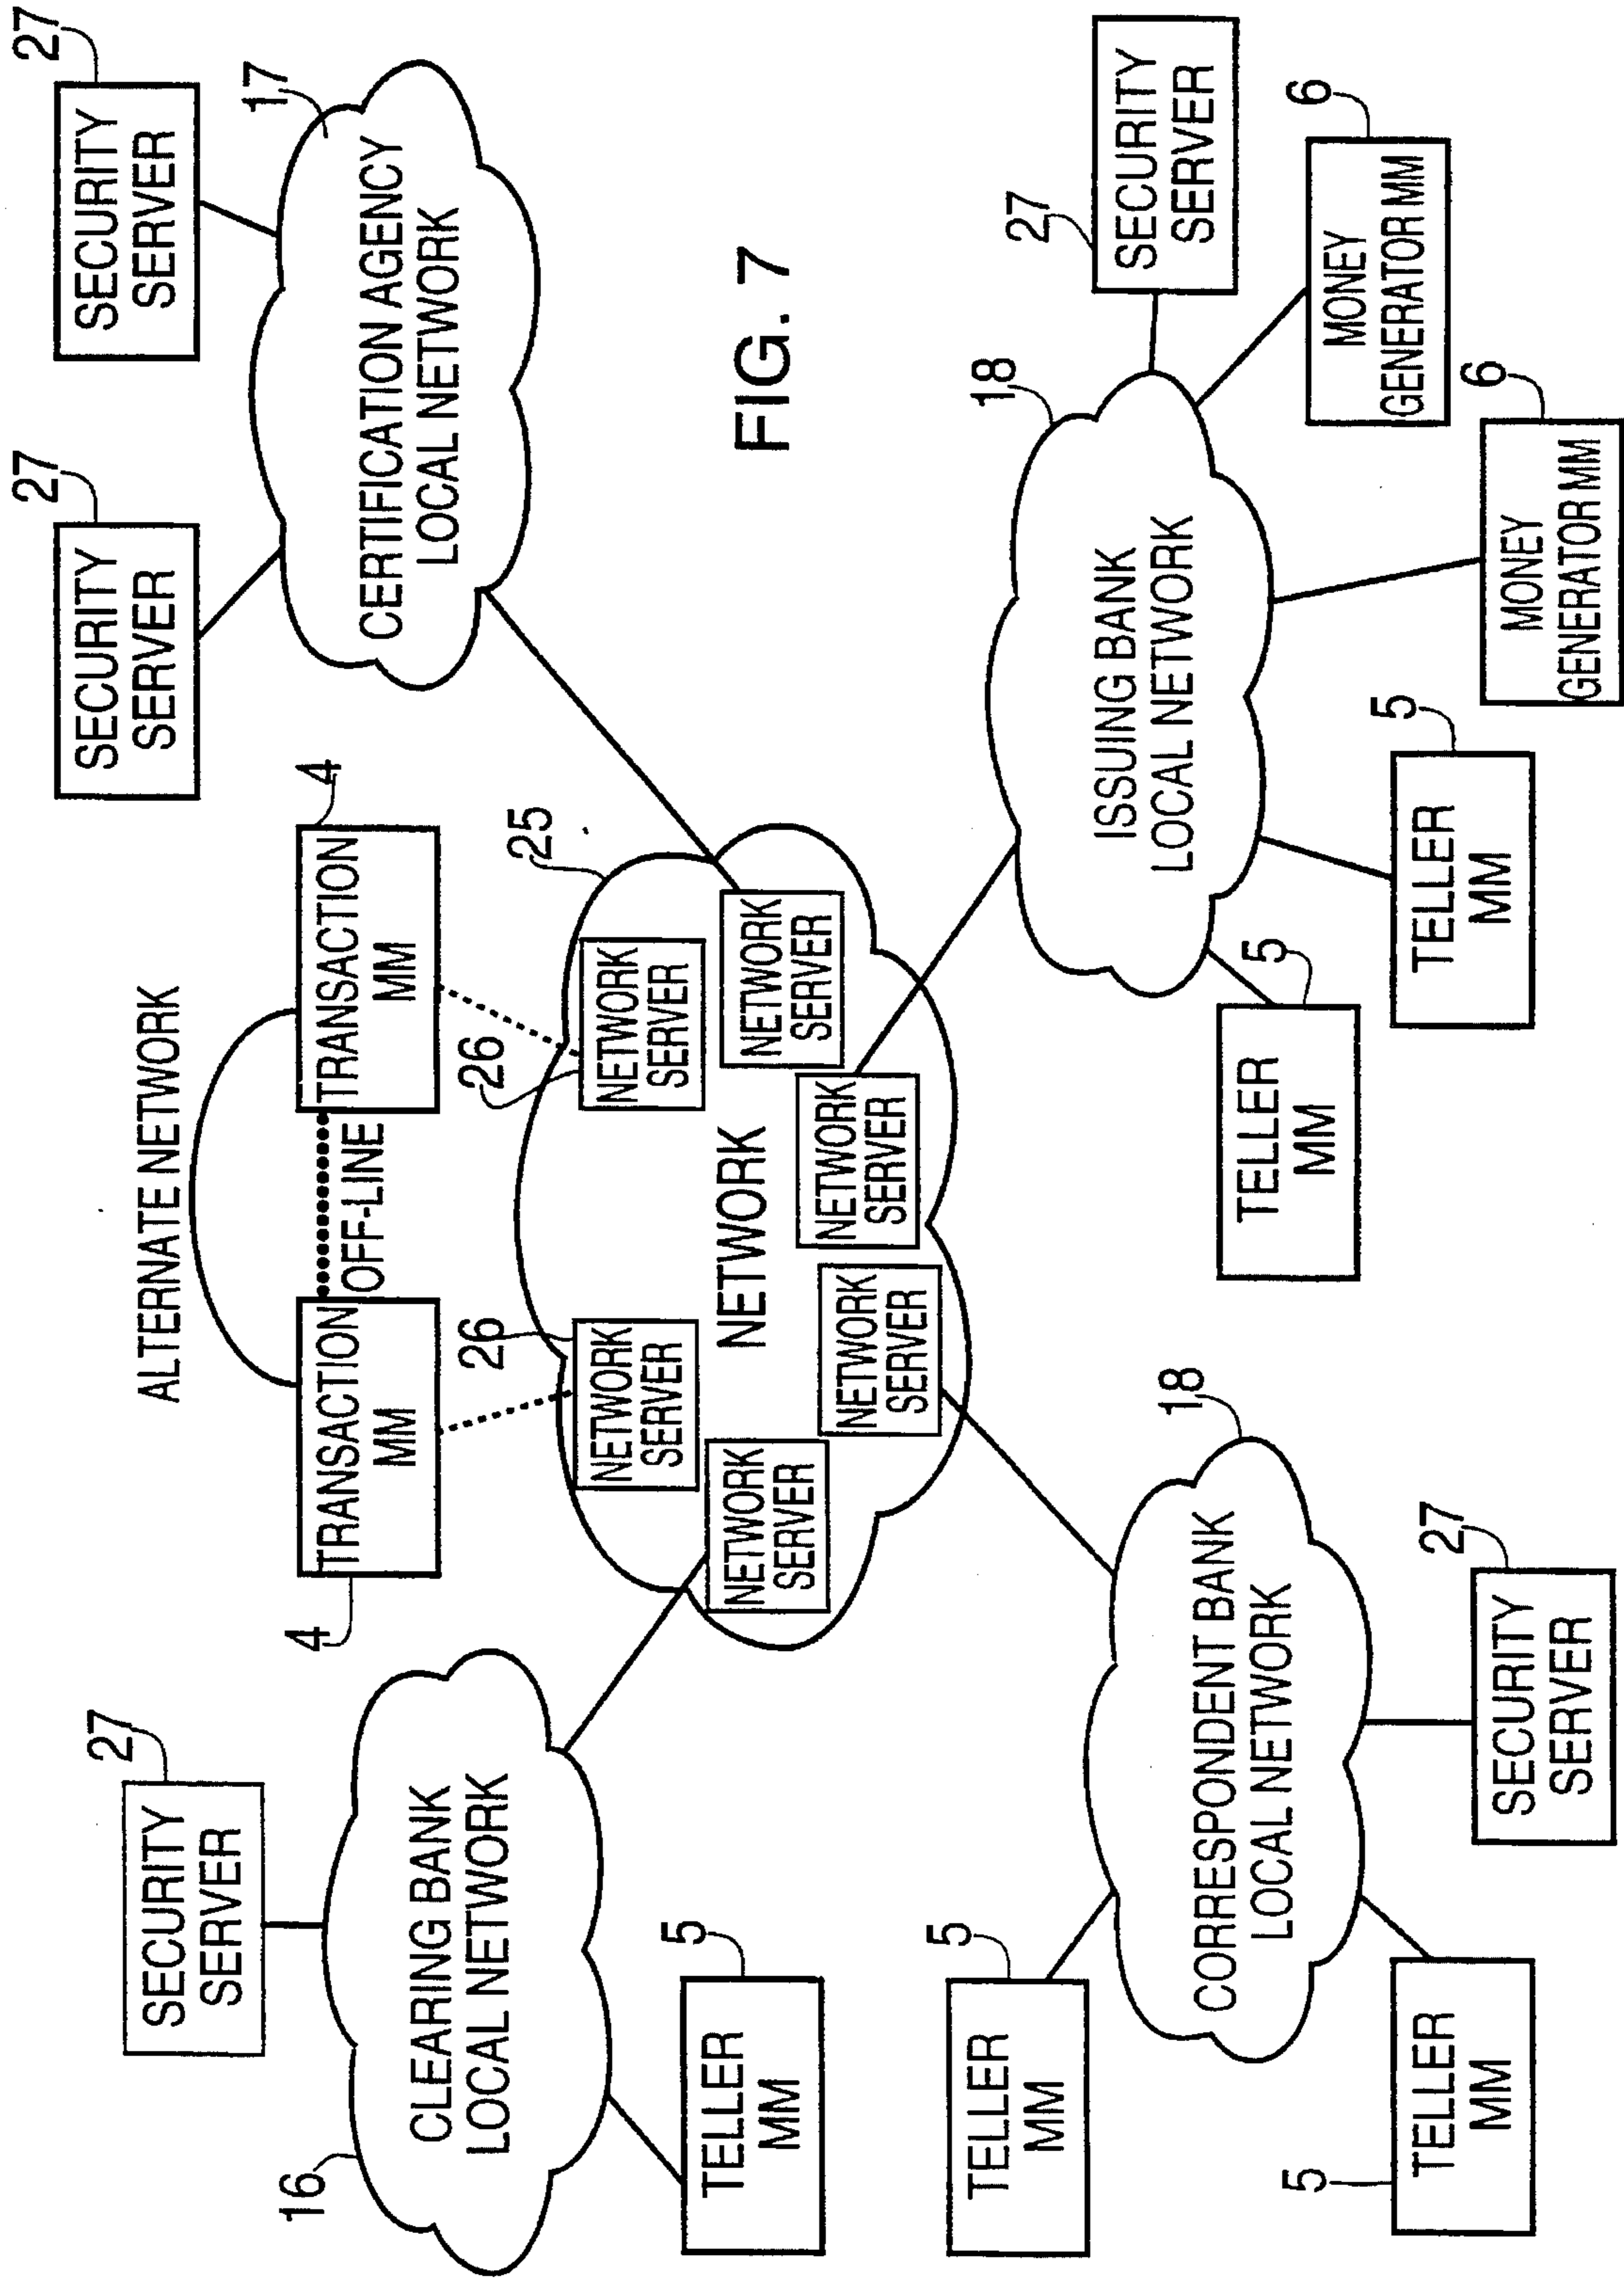 27
SECURITY
SERVER
16
CLEARING BANK
LOCAL NETWORK
5
TELLER
MM
ALTERNATE NETWORK
4
TRANSACTION
MM
OFF-LINE
4
TRANSACTION
MM
25
26
NETWORK
SERVER
26
NETWORK
SERVER
NETWORK
NETWORK
SERVER
NETWORK
SERVER
NETWORK
SERVER
NETWORK
SERVER
27
SECURITY
SERVER
27
SECURITY
SERVER
17
CERTIFICATION AGENCY
LOCAL NETWORK
FIG. 7
5
TELLER
MM
18
CORRESPONDENT BANK
LOCAL NETWORK
5
TELLER
MM
27
SECURITY
SERVER
18
ISSUING BANK
LOCAL NETWORK
27
SECURITY
SERVER
5
TELLER
MM
5
TELLER
MM
6
MONEY
GENERATOR MM
6
MONEY
GENERATOR MM